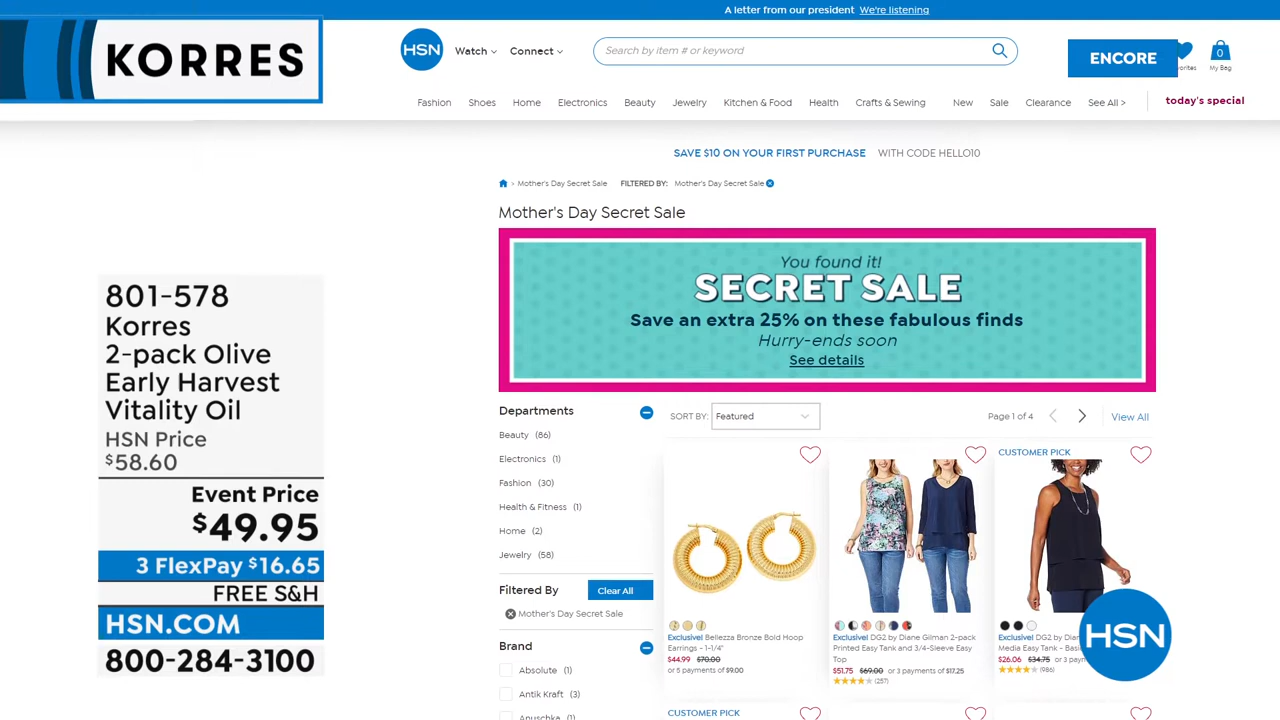 A letter from our president We're listening
KORRES
HSN
Watch
Connect
Search by item # or keyword
ENCORE
0
My Bag
Fashion Shoes Home Electronics Beauty Jewelry Kitchen & Food Health Crafts & Sewing New Sale Clearance See All > today's special
SAVE $10 ON YOUR FIRST PURCHASE WITH CODE HELLO10
> Mother's Day Secret Sale FILTERED BY: Mother's Day Secret Sale
Mother's Day Secret Sale
You found it!
SECRET SALE
Save an extra 25% on these fabulous finds
Hurry-ends soon
See details
801-578
Korres
2-pack Olive
Early Harvest
Vitality Oil
HSN Price
$58.60
Event Price
$49.95
3 FlexPay $16.65
FREE S&H
HSN.COM
800-284-3100
Departments
Beauty (86)
Electronics (1)
Fashion (30)
Health & Fitness (1)
Home (2)
Jewelry (58)
Filtered By Clear All
Mother's Day Secret Sale
Brand
Absolute (1)
Antik Kraft (3)
Anuschka (1)
SORT BY: Featured
Page 1 of 4
View All
Exclusive! Bellezza Bronze Bold Hoop
Earrings - 1-1/4"
$44.99 $70.00
or 5 payments of $9.00
Exclusive! DG2 by Diane Gilman 2-pack
Printed Easy Tank and 3/4-Sleeve Easy
Top
$51.75 $69.00 or 3 payments of $17.25
(257)
CUSTOMER PICK
Exclusive! DG2 by
Media Easy Tank -
$26.06 $34.75 or 3
(986)
HSN
CUSTOMER PICK